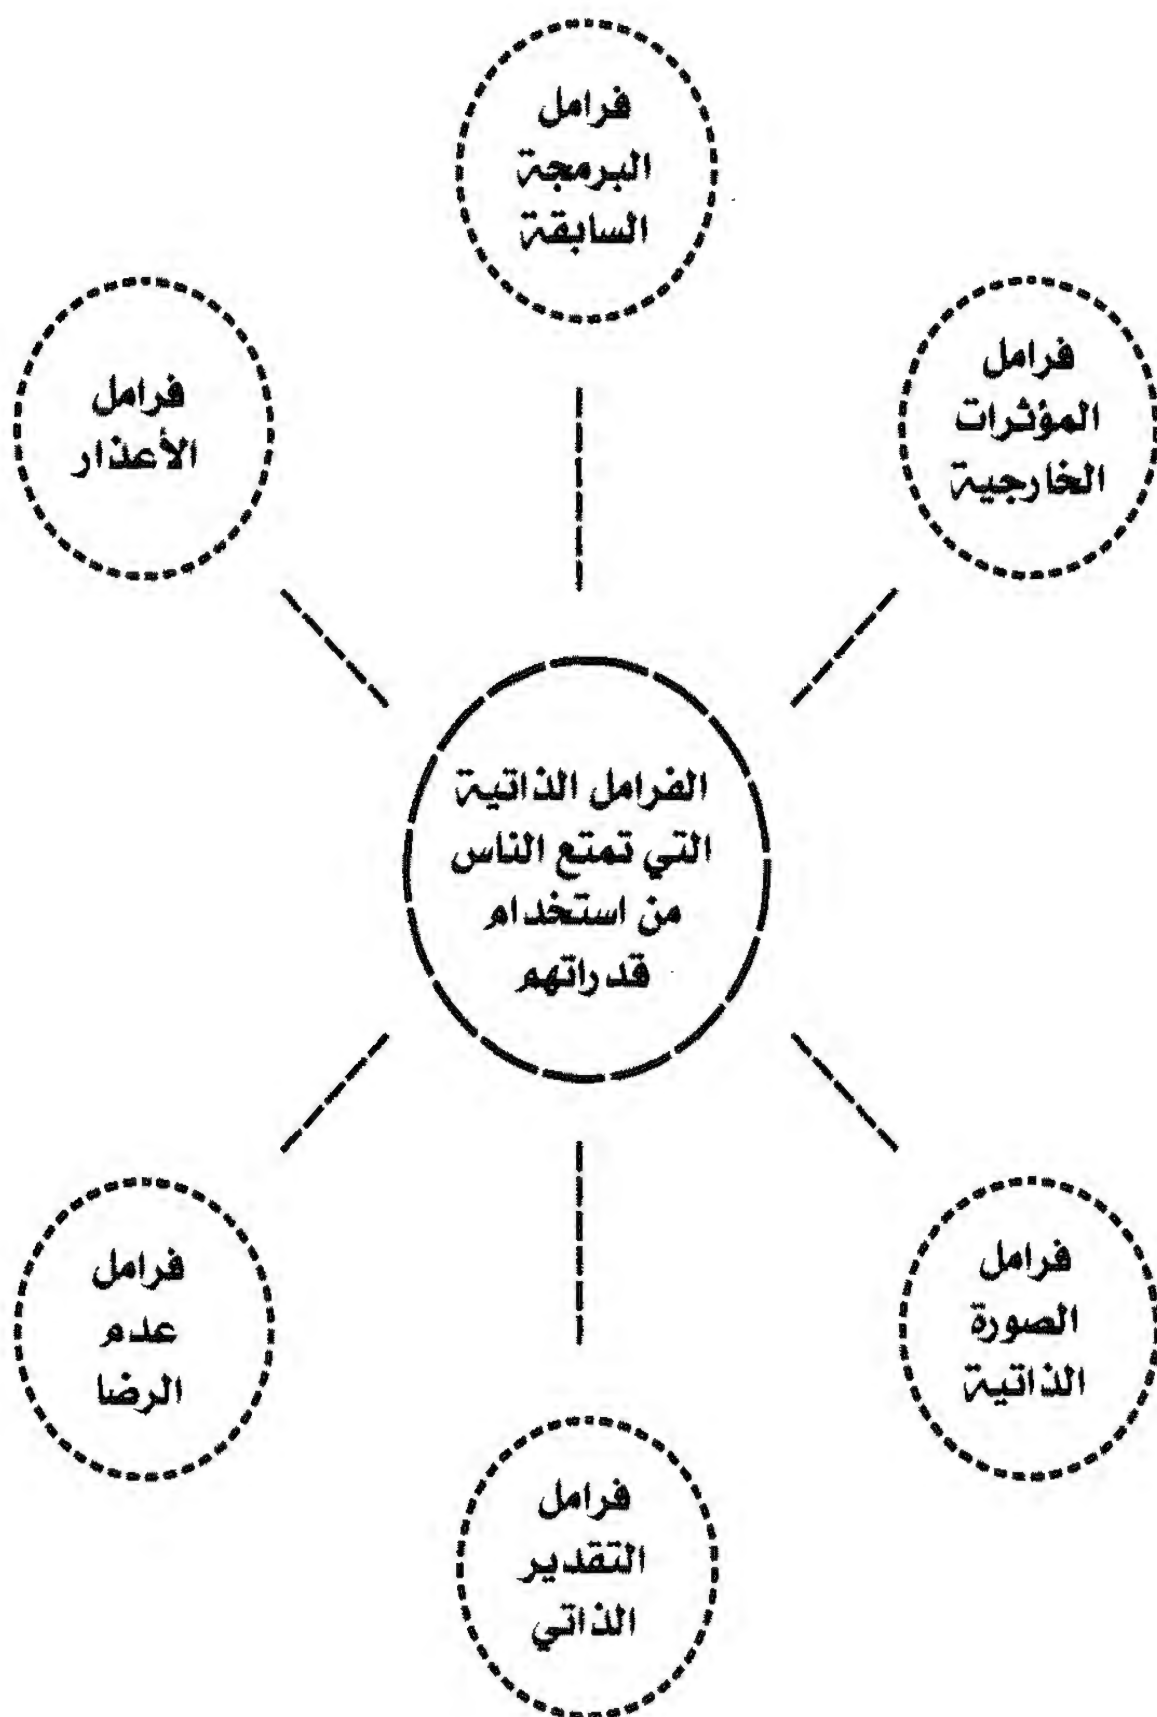 فرامل
البرمجة
السابقة
فرامل
المؤثرات
الخارجية
فرامل
الأعذار
الفرامل الذاتية
التي تمتع الناس
من استخدام
قدراتهم
فرامل
الصورة
الذاتية
فرامل
عدم
الرضا
فرامل
التقدير
الذاتي